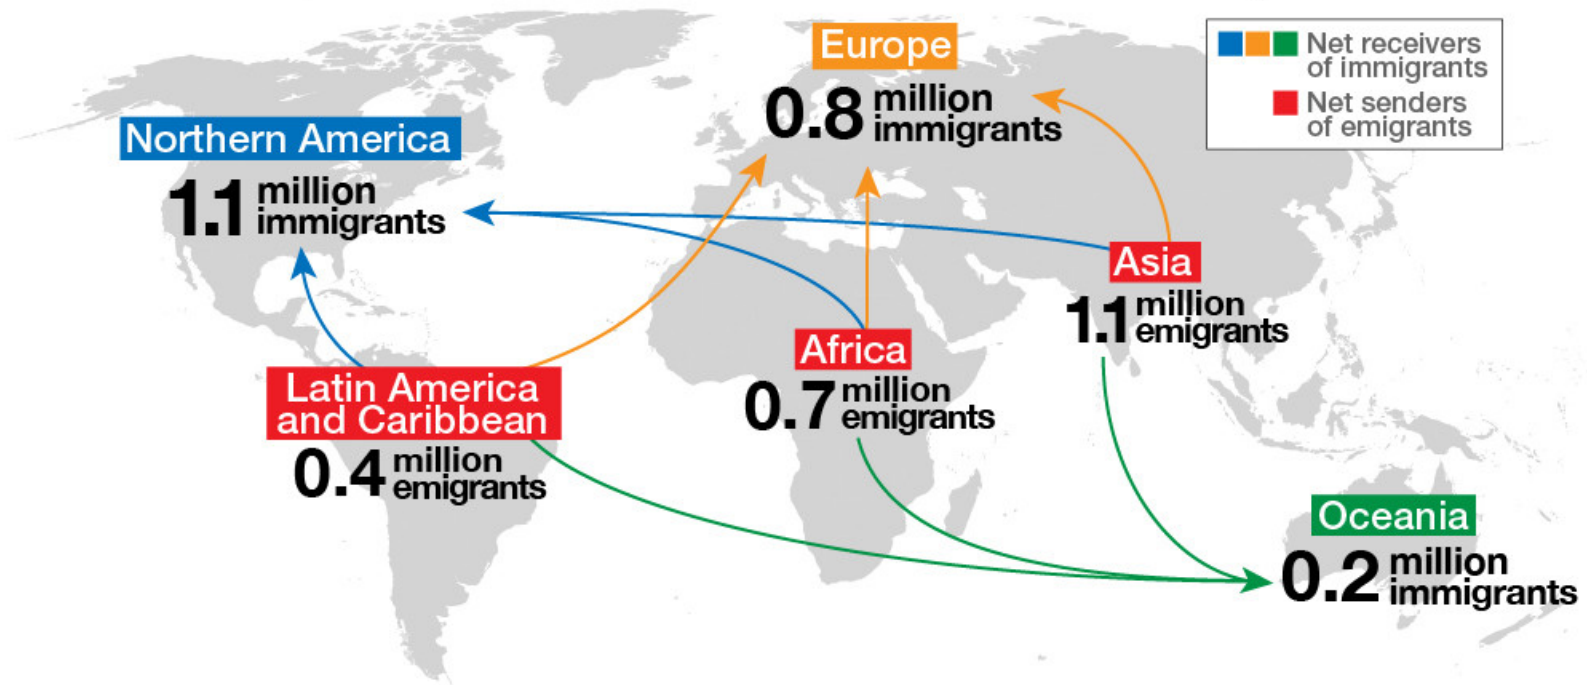 Europe
0.8 million
immigrants
Net receivers
of immigrants
Net senders
of emigrants
Northern America
1.1 million
immigrants
Asia
1.1 million
emigrants
Africa
0.7 million
emigrants
Latin America
and Caribbean
0.4 million
emigrants
Oceania
0.2 million
immigrants